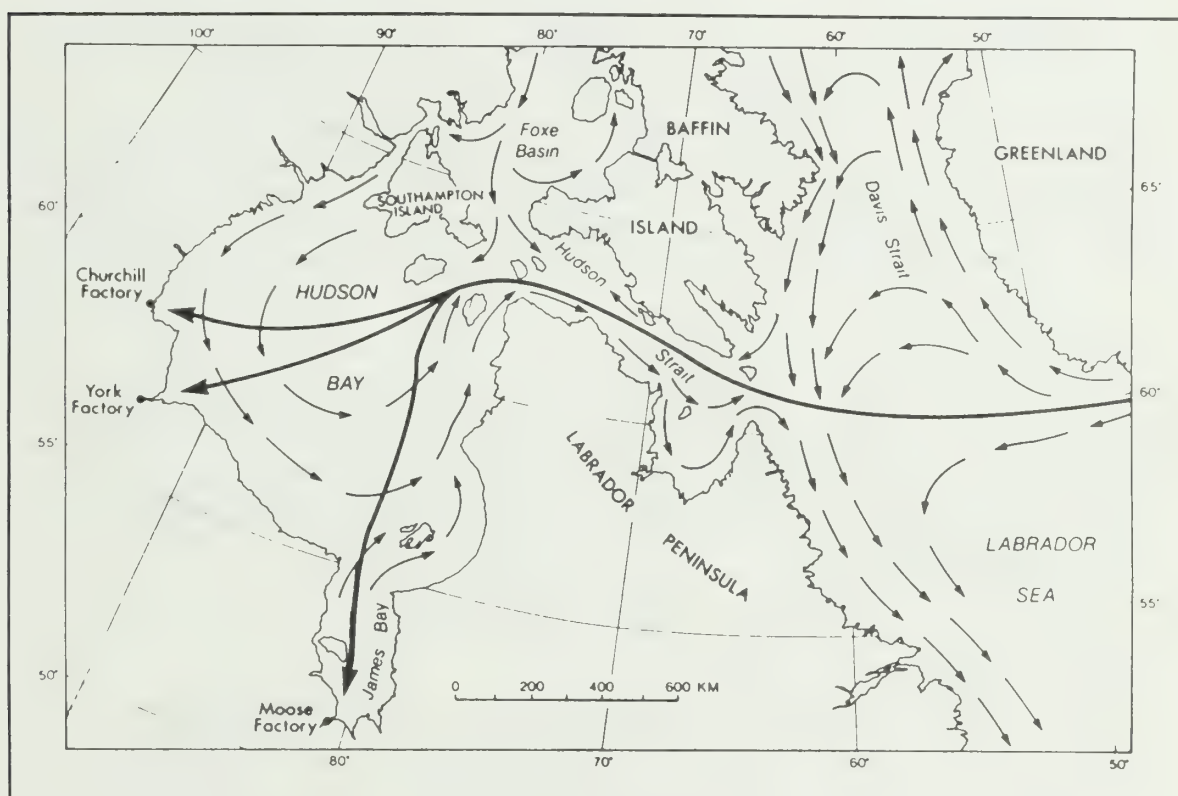 100°
90°
80°
70°
60°
50°
Foxe
Basin
BAFFIN
GREENLAND
65°
60°
SOUTHAMPTON
ISLAND
ISLAND
Davis Strait
Hudson
Strait
Churchill
Factory
HUDSON
BAY
York
Factory
60°
55°
LABRADOR
PENINSULA
LABRADOR
SEA
55°
50°
James Bay
0 200 400 600 KM
Moose
Factory
80°
70°
60°
50°